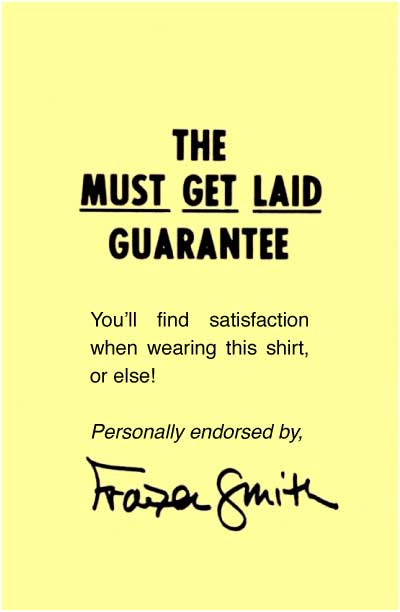 THE
MUST GET LAID
GUARANTEE
You'll find satisfaction
when wearing this shirt,
or else!
Personally endorsed by,
Frazer Smith